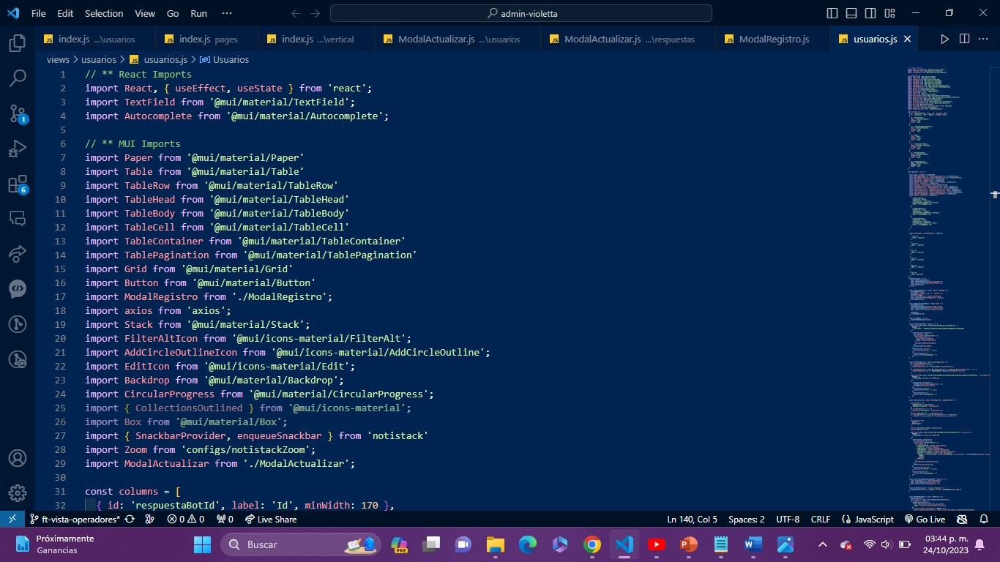 File Edit Selection View Go Run ··· admin-violetta
index.js ...\usuarios index.js pages index.js ...\vertical ModalActualizar.js ...\usuarios ModalActualizar.js ...\respuestas ModalRegistro.js usuarios.js
views > usuarios > usuarios.js > Usuarios
1 // ** React Imports
2 import React, { useEffect, useState } from 'react';
3 import TextField from '@mui/material/TextField';
4 import Autocomplete from '@mui/material/Autocomplete';
5
6 // ** MUI Imports
7 import Paper from '@mui/material/Paper'
8 import Table from '@mui/material/Table'
9 import TableRow from '@mui/material/TableRow'
10 import TableHead from '@mui/material/TableHead'
11 import TableBody from '@mui/material/TableBody'
12 import TableCell from '@mui/material/TableCell'
13 import TableContainer from '@mui/material/TableContainer'
14 import TablePagination from '@mui/material/TablePagination'
15 import Grid from '@mui/material/Grid'
16 import Button from '@mui/material/Button'
17 import ModalRegistro from './ModalRegistro';
18 import axios from 'axios';
19 import Stack from '@mui/material/Stack';
20 import FilterAltIcon from '@mui/icons-material/FilterAlt';
21 import AddCircleOutlineIcon from '@mui/icons-material/AddCircleOutline';
22 import EditIcon from '@mui/icons-material/Edit';
23 import Backdrop from '@mui/material/Backdrop';
24 import CircularProgress from '@mui/material/CircularProgress';
25 import { CollectionsOutlined } from '@mui/icons-material';
26 import Box from '@mui/material/Box';
27 import { SnackbarProvider, enqueueSnackbar } from 'notistack'
28 import Zoom from 'configs/notistackZoom';
29 import ModalActualizar from './ModalActualizar';
30
31 const columns = [
32 { id: 'respuestaBotId', label: 'Id', minWidth: 170 },
1
6
ft-vista-operadores* 0 0 0 Live Share Ln 140, Col 5 Spaces: 2 UTF-8 CRLF JavaScript Go Live
Próximamente
Ganancias
Buscar
PRE
03:44 p. m.
24/10/2023